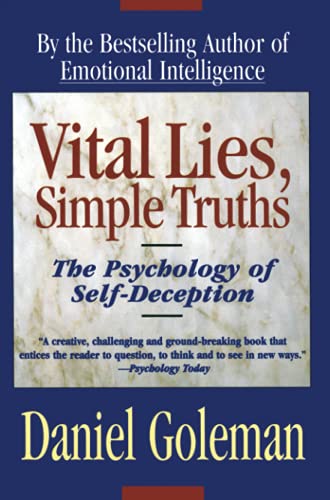 By the Bestselling Author of
Emotional Intelligence
Vital Lies,
Simple Truths
The Psychology of
Self-Deception
"A creative, challenging and ground-breaking book that
entices the reader to question, to think and to see in new ways."
—Psychology Today
Daniel Goleman